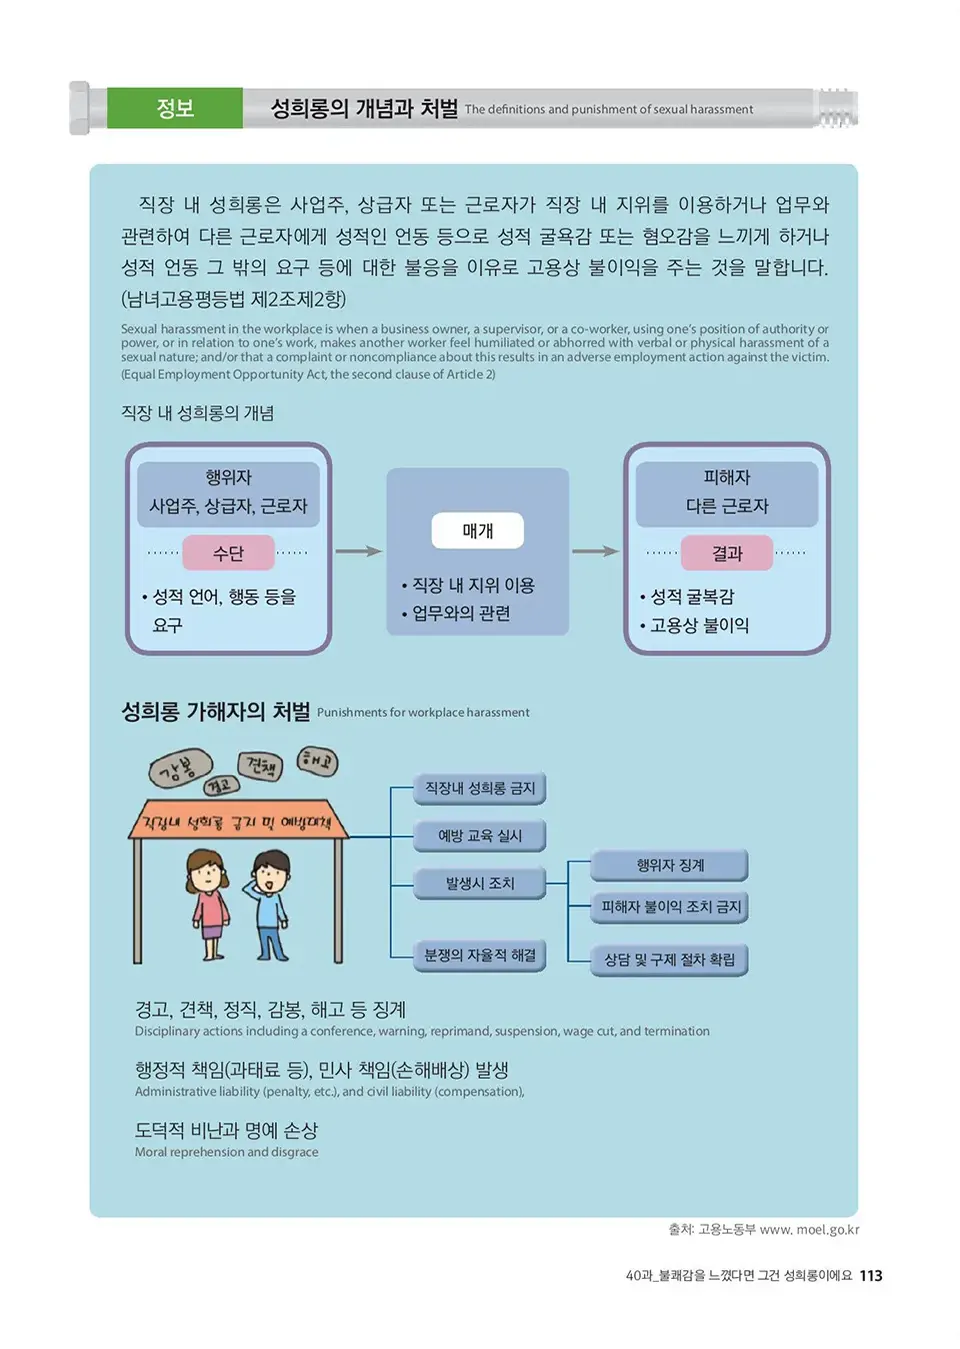 정보
성희롱의 개념과 처벌 The definitions and punishment of sexual harassment
직장 내 성희롱은 사업주, 상급자 또는 근로자가 직장 내 지위를 이용하거나 업무와
관련하여 다른 근로자에게 성적인 언동 등으로 성적 굴욕감 또는 혐오감을 느끼게 하거나
성적 언동 그 밖의 요구 등에 대한 불응을 이유로 고용상 불이익을 주는 것을 말합니다.
(남녀고용평등법 제2조제2항)
Sexual harassment in the workplace is when a business owner, a supervisor, or a co-worker, using one's position of authority or
power, or in relation to one's work, makes another worker feel humiliated or abhorred with verbal or physical harassment of a
sexual nature; and/or that a complaint or noncompliance about this results in an adverse employment action against the victim.
(Equal Employment Opportunity Act, the second clause of Article 2)
직장 내 성희롱의 개념
행위자
사업주, 상급자, 근로자
수단
• 성적 언어, 행동 등을
요구
매개
• 직장 내 지위 이용
• 업무와의 관련
피해자
다른 근로자
결과
• 성적 굴복감
• 고용상 불이익
성희롱 가해자의 처벌 Punishments for workplace harassment
감봉
경고
견책
해고
직장내 성희롱 금지 및 예방대책
직장내 성희롱 금지
예방 교육 실시
발생시 조치
분쟁의 자율적 해결
행위자 징계
피해자 불이익 조치 금지
상담 및 구제 절차 확립
경고, 견책, 정직, 감봉, 해고 등 징계
Disciplinary actions including a conference, warning, reprimand, suspension, wage cut, and termination
행정적 책임(과태료 등), 민사 책임(손해배상) 발생
Administrative liability (penalty, etc.), and civil liability (compensation),
도덕적 비난과 명예 손상
Moral reprehension and disgrace
출처: 고용노동부 www. moel.go.kr
40과_불쾌감을 느꼈다면 그건 성희롱이에요 113